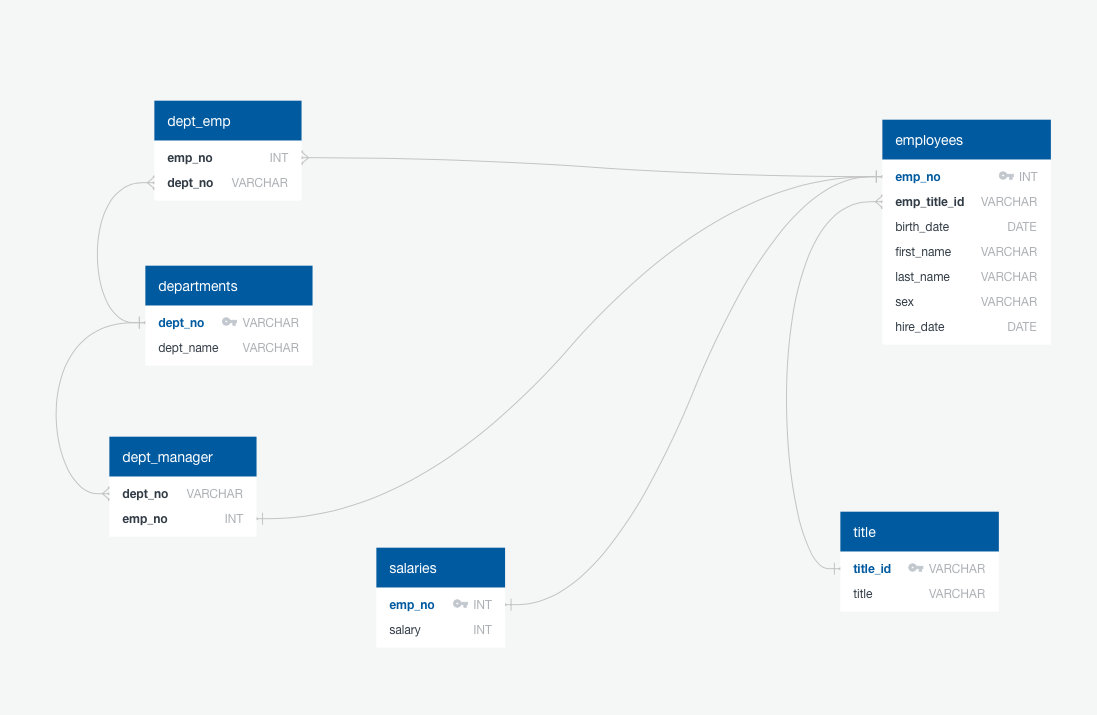 dept_emp
emp_no INT
dept_no VARCHAR
departments
dept_no VARCHAR
dept_name VARCHAR
dept_manager
dept_no VARCHAR
emp_no INT
salaries
emp_no INT
salary INT
employees
emp_no INT
emp_title_id VARCHAR
birth_date DATE
first_name VARCHAR
last_name VARCHAR
sex VARCHAR
hire_date DATE
title
title_id VARCHAR
title VARCHAR